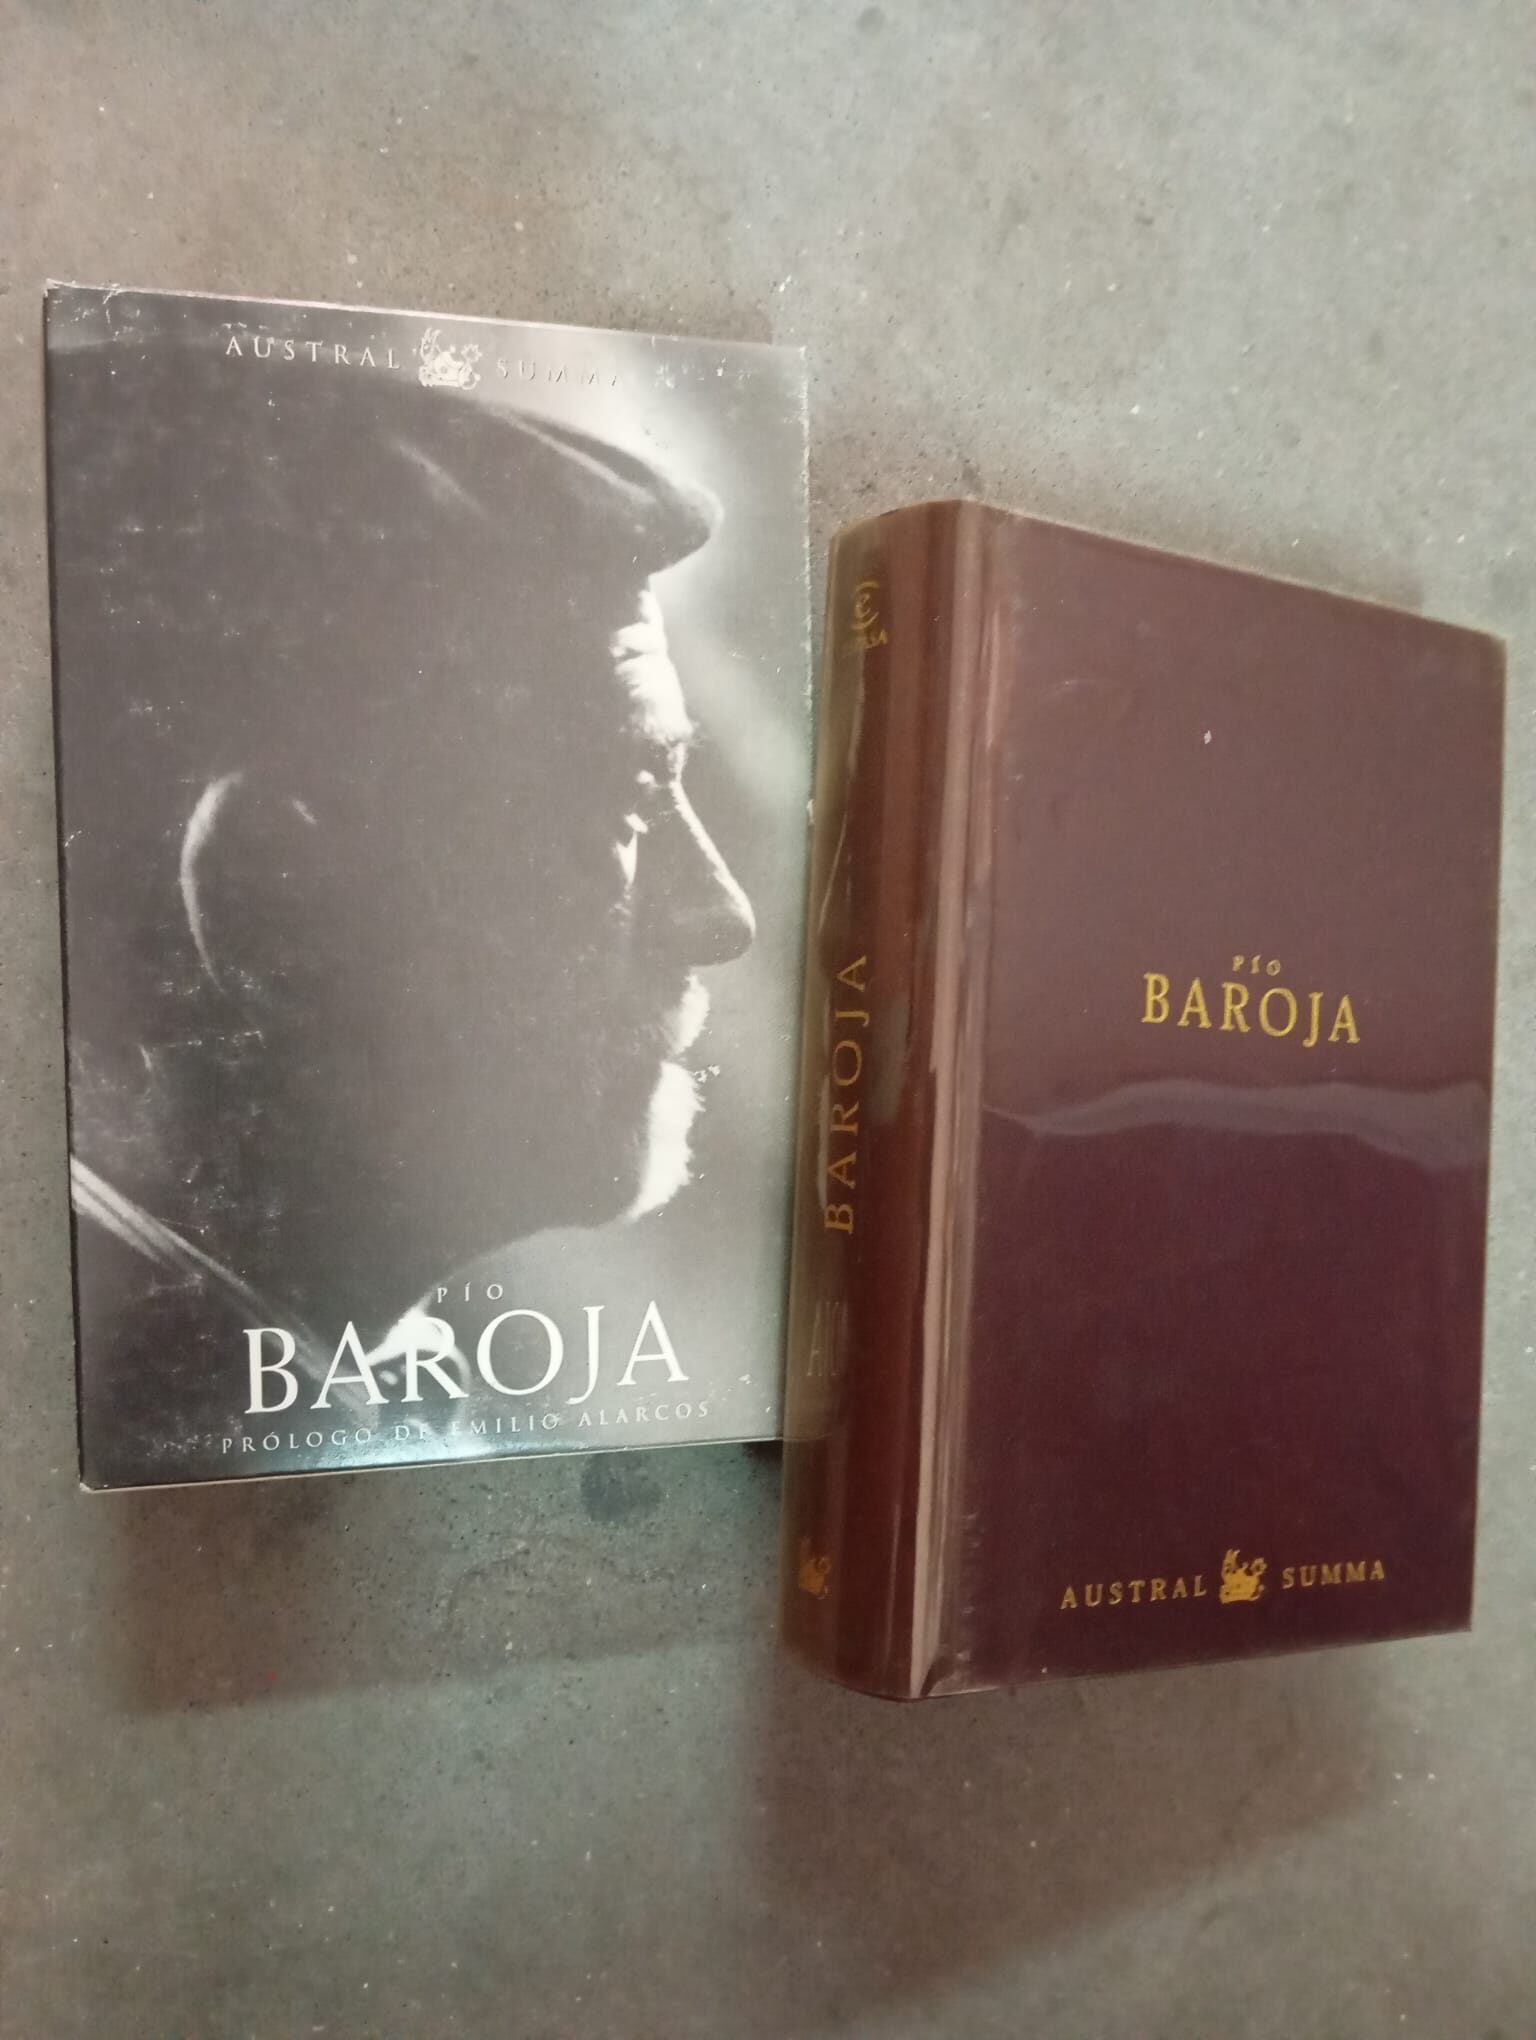 AUSTRAL SUMMA
PÍO
BAROJA
PRÓLOGO DE EMILIO ALARCOS
BAROJA
PÍO
BAROJA
AUSTRAL SUMMA